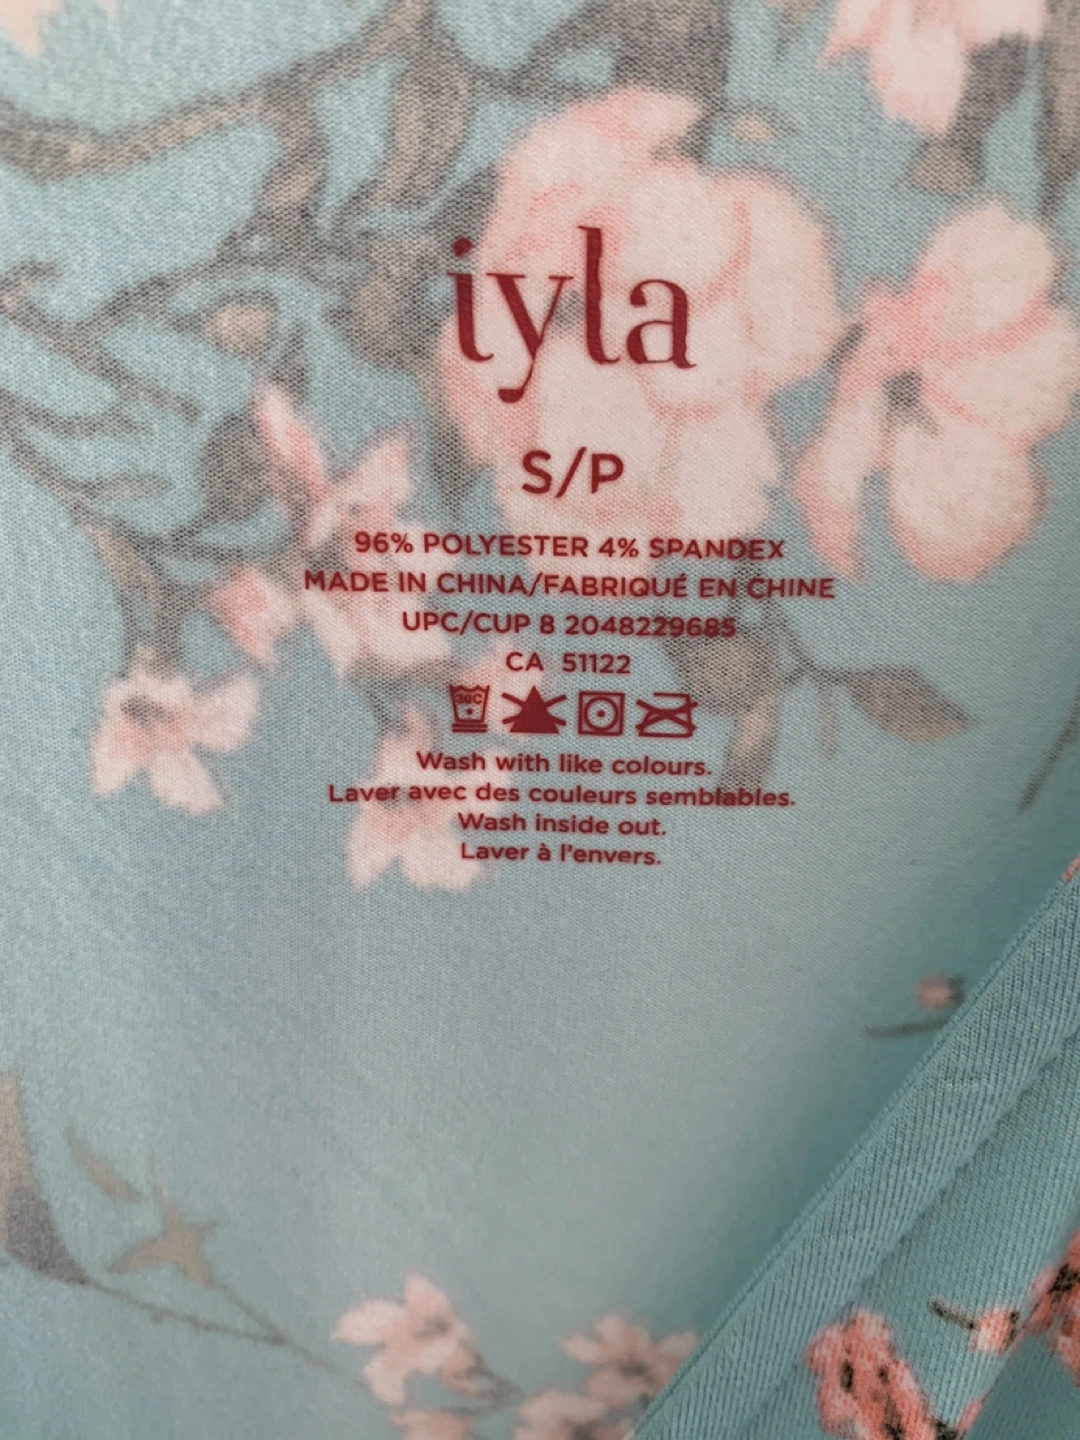 iyla
S/P
96% POLYESTER 4% SPANDEX
MADE IN CHINA/FABRIQUÉ EN CHINE
UPC/CUP 8 2048229685
CA 51122
30C
Wash with like colours.
Laver avec des couleurs semblables.
Wash inside out.
Laver à l'envers.